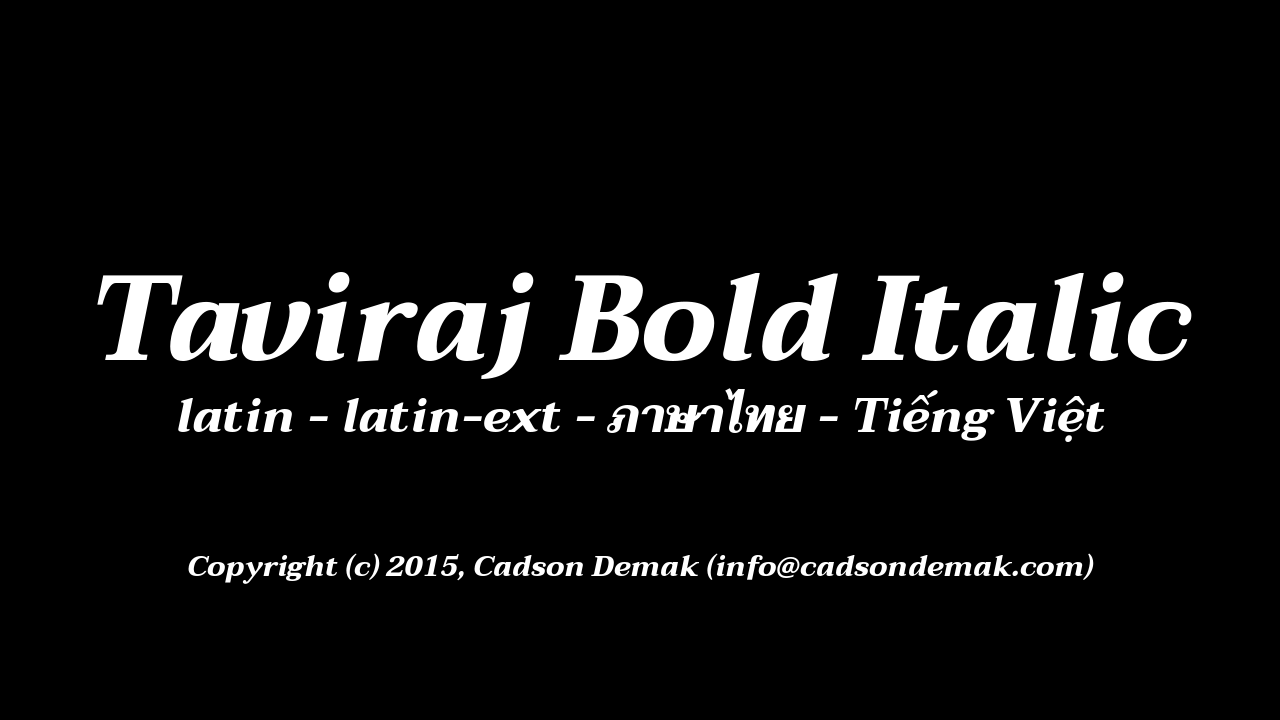 Taviraj Bold Italic
latin - latin-ext - ภาษาไทย - Tiếng Việt
Copyright (c) 2015, Cadson Demak (info@cadsondemak.com)